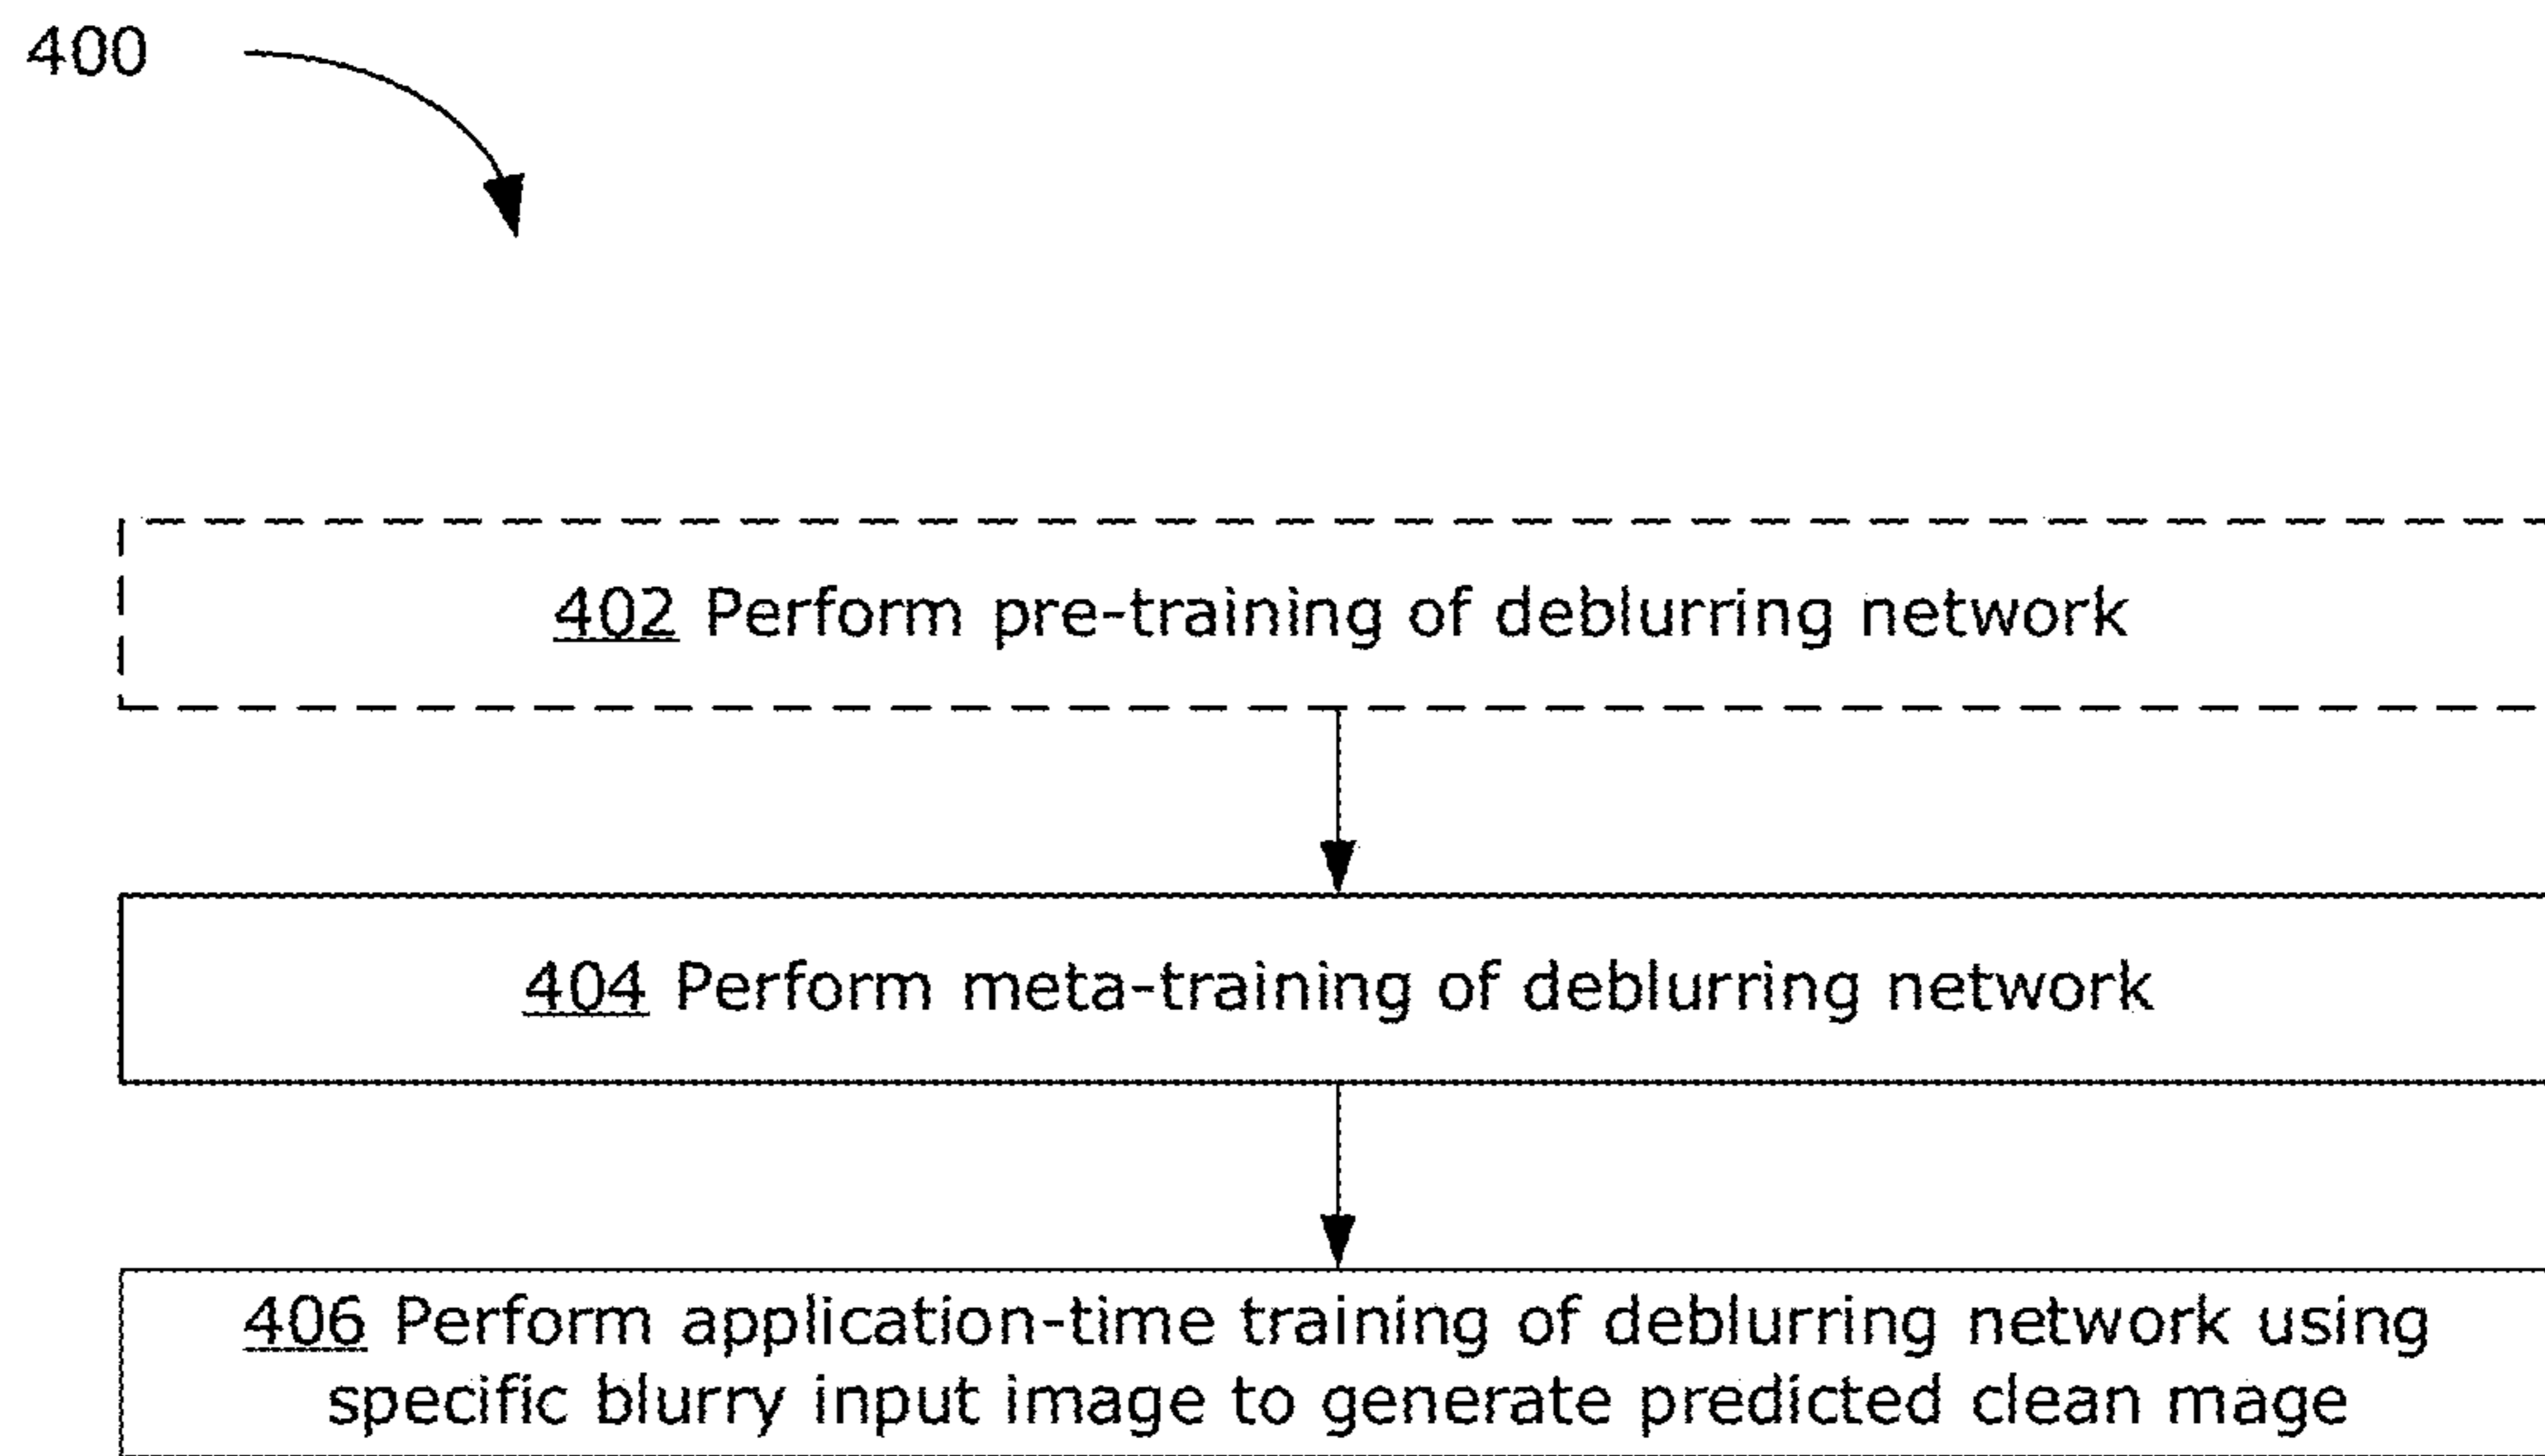 400
402 Perform pre-training of deblurring network
404 Perform meta-training of deblurring network
406 Perform application-time training of deblurring network using
specific blurry input image to generate predicted clean mage